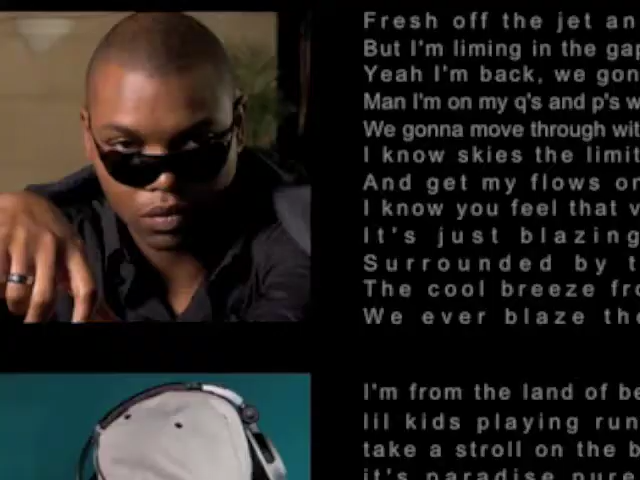 Fresh off the jet an
But I'm liming in the gap
Yeah I'm back, we gon
Man I'm on my q's and p's w
We gonna move through wit
I know skies the limit
And get my flows on
I know you feel that v
It's just blazing
Surrounded by t
The cool breeze fro
We ever blaze the
I'm from the land of be
lil kids playing run
take a stroll on the b
it's paradise pure